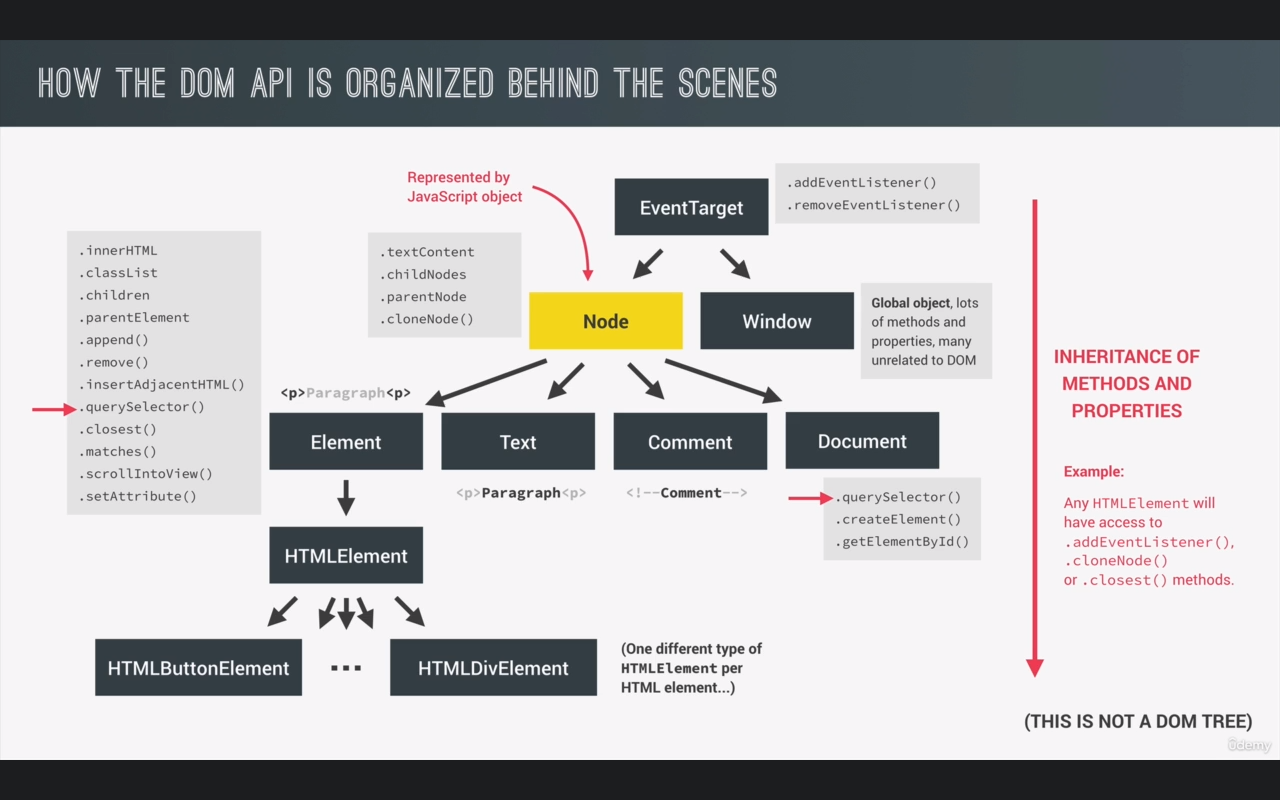 HOW THE DOM API IS ORGANIZED BEHIND THE SCENES
Represented by
JavaScript object
EventTarget
.addEventListener()
.removeEventListener()
.innerHTML
.classList
.children
.parentElement
.append()
.remove()
.insertAdjacentHTML()
.querySelector()
.closest()
.matches()
.scrollIntoView()
.setAttribute()
.textContent
.childNodes
.parentNode
.cloneNode()
Node
Window
Global object, lots
of methods and
properties, many
unrelated to DOM
<p>Paragraph<p>
Element
Text
Comment
Document
<p>Paragraph<p>
<!--Comment-->
.querySelector()
.createElement()
.getElementById()
HTMLElement
HTMLButtonElement
...
HTMLDivElement
(One different type of
HTMLElement per
HTML element...)
INHERITANCE OF
METHODS AND
PROPERTIES
Example:
Any HTMLElement will
have access to
.addEventListener(),
.cloneNode()
or .closest() methods.
(THIS IS NOT A DOM TREE)
ûdemy